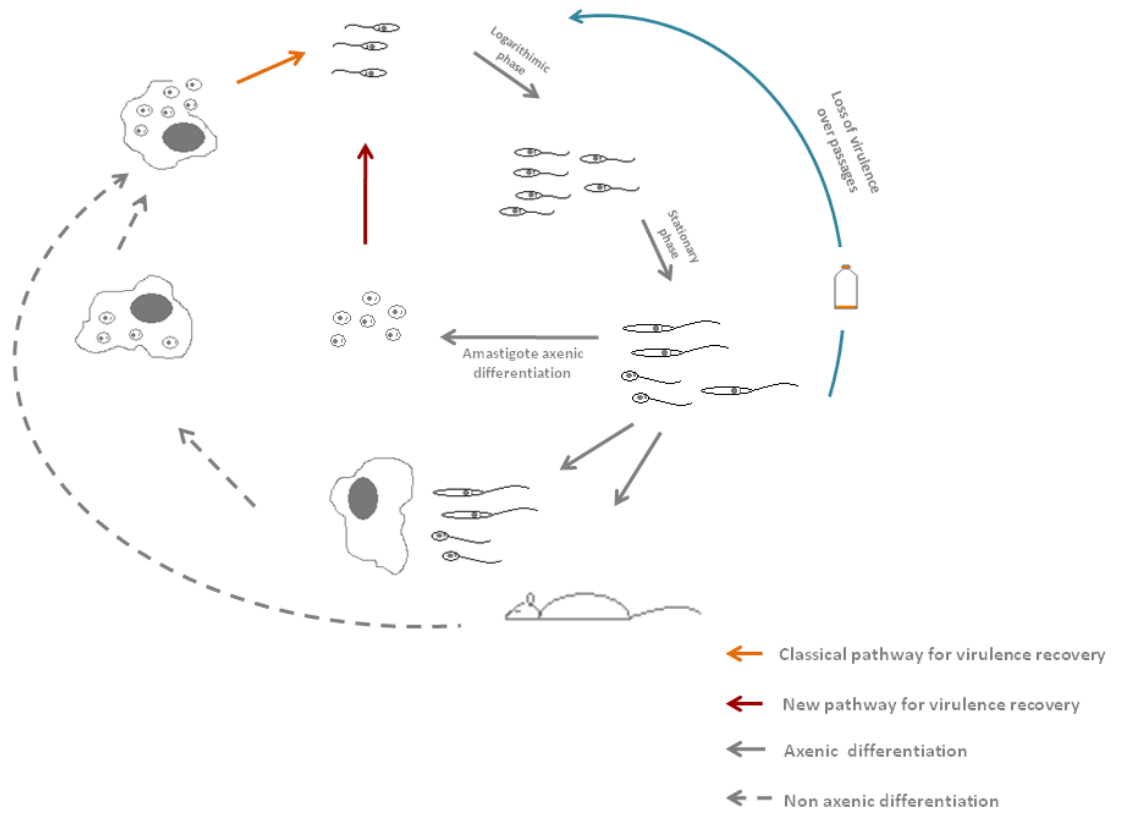 Logarithimic
phase
Loss of virulence
over passages
Stationary
phase
Amastigote axenic
differentiation
Classical pathway for virulence recovery
New pathway for virulence recovery
Axenic differentiation
Non axenic differentiation